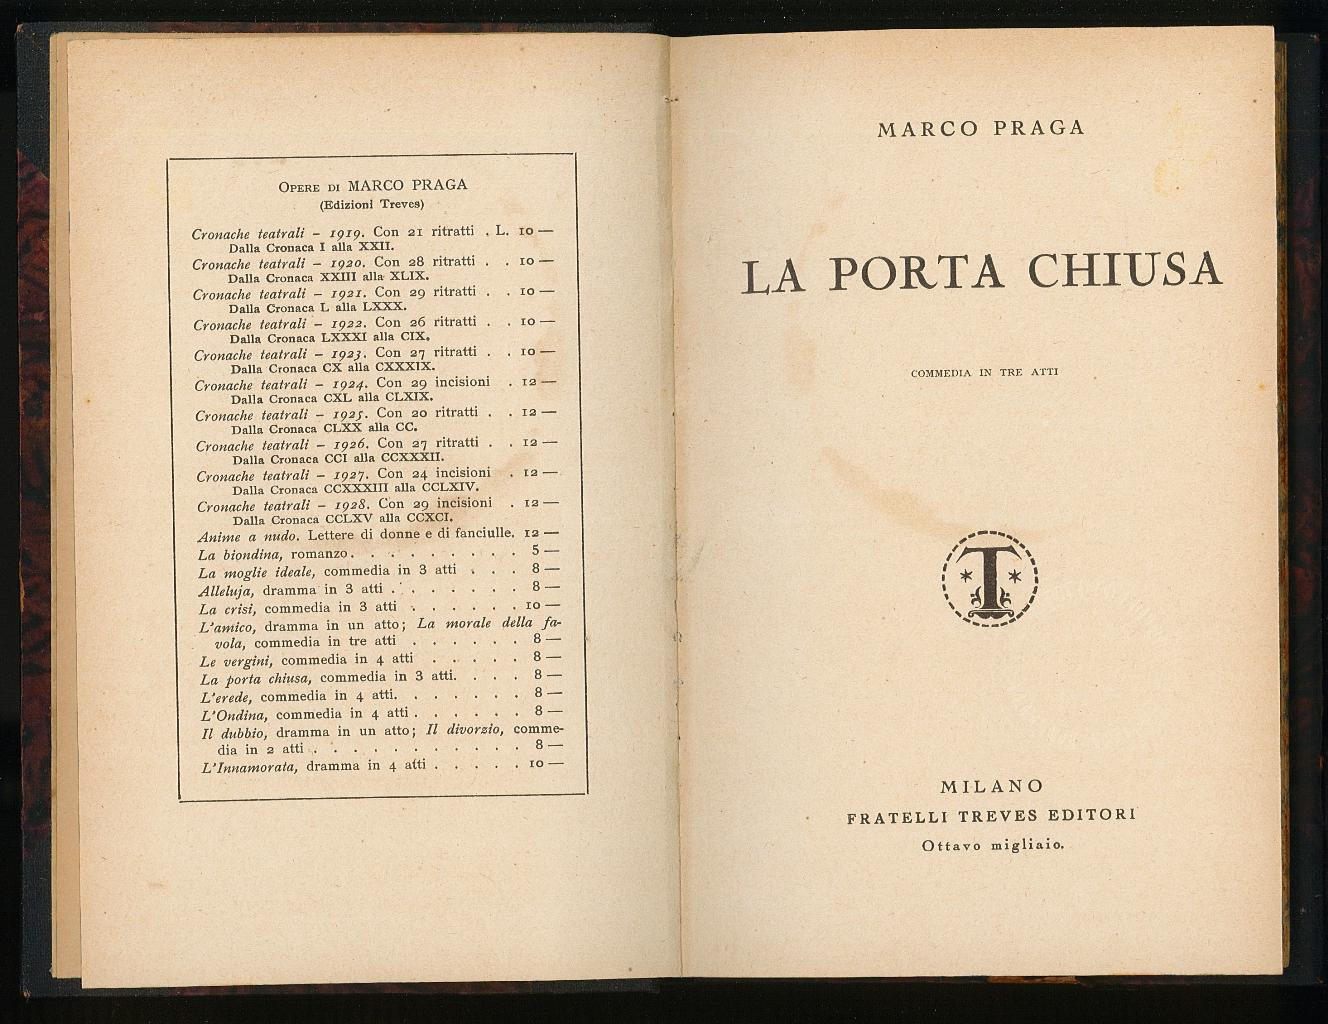 OPERE DI MARCO PRAGA
(Edizioni Treves)
Cronache teatrali – 1919. Con 21 ritratti . L. 10 —
Dalla Cronaca I alla XXII.
Cronache teatrali – 1920. Con 28 ritratti . . 10 —
Dalla Cronaca XXIII alla XLIX.
Cronache teatrali – 1921. Con 29 ritratti . . 10 —
Dalla Cronaca L alla LXXX.
Cronache teatrali – 1922. Con 26 ritratti . . 10 —
Dalla Cronaca LXXXI alla CIX.
Cronache teatrali – 1923. Con 27 ritratti . . 10 —
Dalla Cronaca CX alla CXXXIX.
Cronache teatrali – 1924. Con 29 incisioni . 12 —
Dalla Cronaca CXL alla CLXIX.
Cronache teatrali – 1925. Con 20 ritratti . . 12 —
Dalla Cronaca CLXX alla CC.
Cronache teatrali – 1926. Con 27 ritratti . . 12 —
Dalla Cronaca CCI alla CCXXXII.
Cronache teatrali – 1927. Con 24 incisioni . 12 —
Dalla Cronaca CCXXXIII alla CCLXIV.
Cronache teatrali – 1928. Con 29 incisioni . 12 —
Dalla Cronaca CCLXV alla CCXCI.
Anime a nudo. Lettere di donne e di fanciulle. 12 —
La biondina, romanzo. . . . . . . . . 5 —
La moglie ideale, commedia in 3 atti . . . 8 —
Alleluja, dramma in 3 atti . . . . . . . 8 —
La crisi, commedia in 3 atti . . . . . . 10 —
L'amico, dramma in un atto; La morale della fa-
vola, commedia in tre atti . . . . . . 8 —
Le vergini, commedia in 4 atti . . . . . 8 —
La porta chiusa, commedia in 3 atti. . . . 8 —
L'erede, commedia in 4 atti. . . . . . . 8 —
L'Ondina, commedia in 4 atti . . . . . . 8 —
Il dubbio, dramma in un atto; Il divorzio, comme-
dia in 2 atti . . . . . . . . . . . 8 —
L'Innamorata, dramma in 4 atti . . . . . 10 —
MARCO PRAGA
LA PORTA CHIUSA
COMMEDIA IN TRE ATTI
T
MILANO
FRATELLI TREVES EDITORI
Ottavo migliaio.